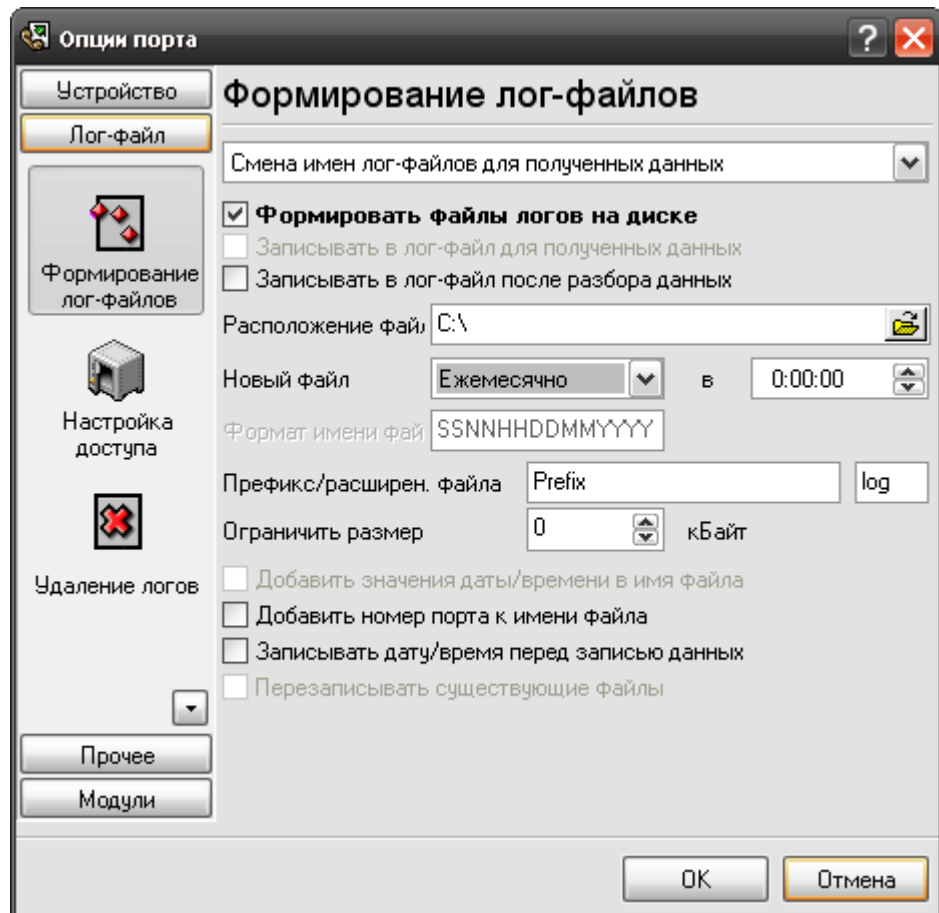 Опции порта
Устройство
Лог-файл
Формирование
лог-файлов
Настройка
доступа
Удаление логов
Прочее
Модули
Формирование лог-файлов
Смена имен лог-файлов для полученных данных
Формировать файлы логов на диске
Записывать в лог-файл для полученных данных
Записывать в лог-файл после разбора данных
Расположение фай C:\
Новый файл Ежемесячно в 0:00:00
Формат имени фай SSNNHHDDMMYYYY
Префикс/расширен. файла Prefix log
Ограничить размер 0 кБайт
Добавить значения даты/времени в имя файла
Добавить номер порта к имени файла
Записывать дату/время перед записью данных
Перезаписывать существующие файлы
OK Отмена